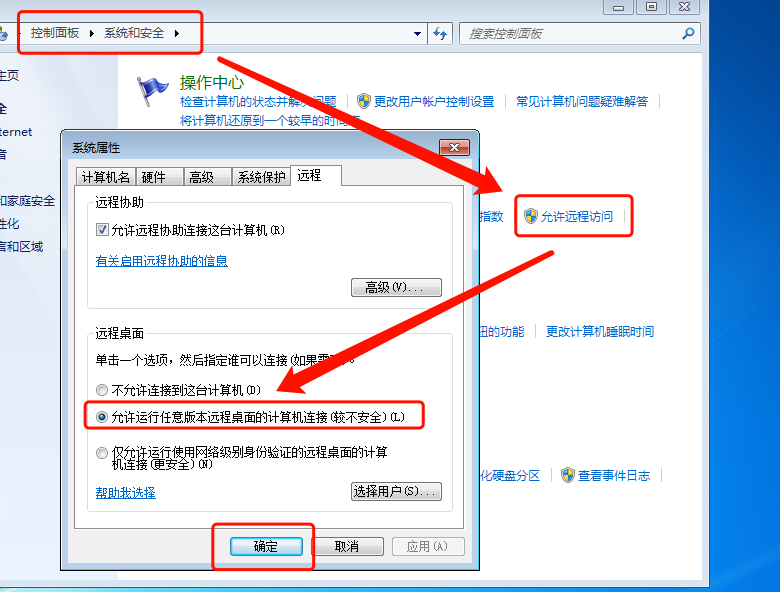 控制面板 ▶ 系统和安全 ▶
搜索控制面板
主页
操作中心
检查计算机的状态并解决问题
更改用户帐户控制设置
常见计算机问题疑难解答
将计算机还原到一个较早的时间
全
ternet
音
和家庭安全
性化
言和区域
系统属性
计算机名
硬件
高级
系统保护
远程
远程协助
允许远程协助连接这台计算机(R)
有关启用远程协助的信息
高级(V)...
指数
允许远程访问
远程桌面
单击一个选项，然后指定谁可以连接(如果需
不允许连接到这台计算机(D)
允许运行任意版本远程桌面的计算机连接(较不安全)(L)
仅允许运行使用网络级别身份验证的远程桌面的计算
机连接(更安全)(N)
帮助我选择
选择用户(S)...
的功能
更改计算机睡眠时间
化硬盘分区
查看事件日志
确定
取消
应用(A)